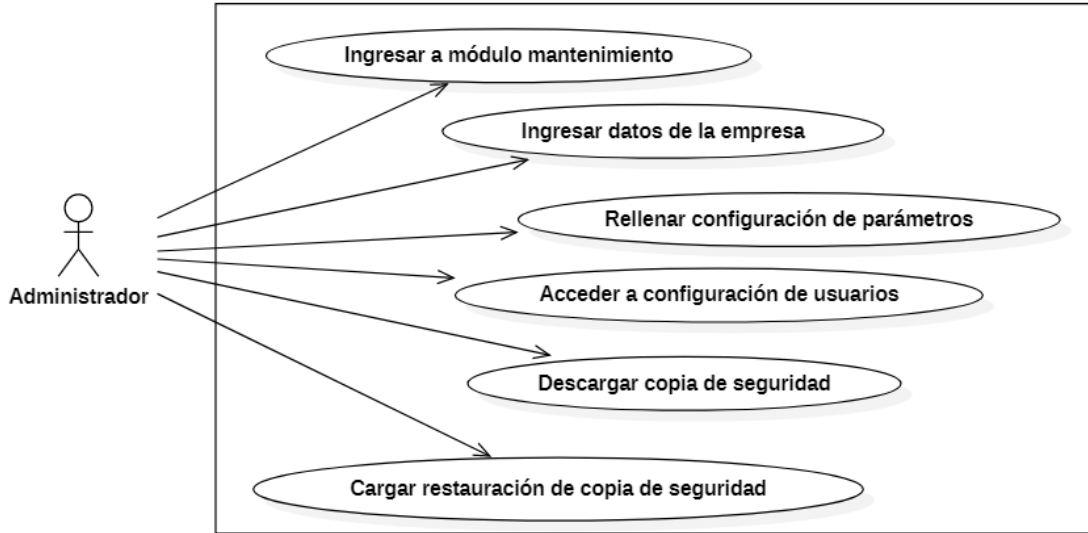 Ingresar a módulo mantenimiento
Ingresar datos de la empresa
Rellenar configuración de parámetros
Administrador
Acceder a configuración de usuarios
Descargar copia de seguridad
Cargar restauración de copia de seguridad